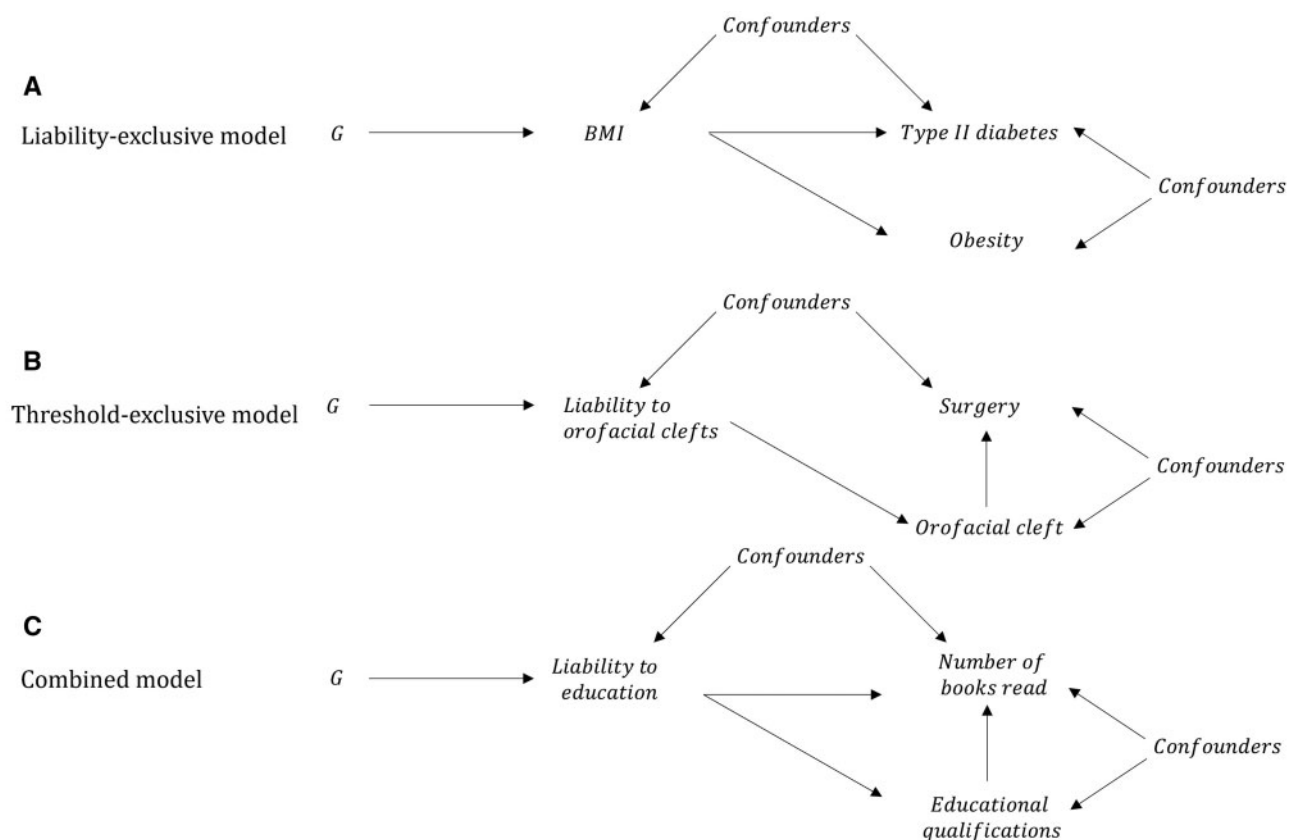 Confounders
A
Liability-exclusive model G BMI Type II diabetes
Confounders
Obesity
Confounders
B
Threshold-exclusive model G Liability to Surgery
orofacial clefts
Confounders
Orofacial cleft
Confounders
C
Combined model G Liability to Number of
education books read
Confounders
Educational
qualifications